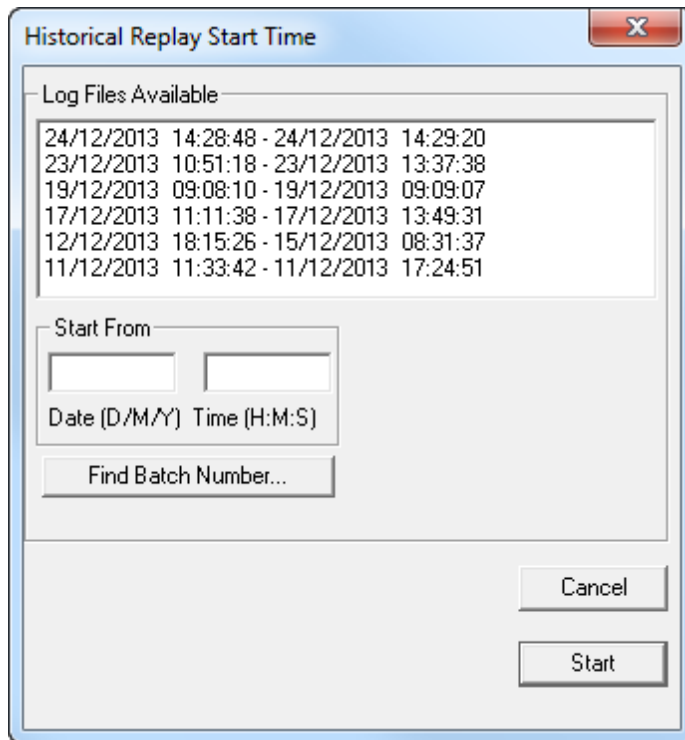 Historical Replay Start Time
Log Files Available
24/12/2013 14:28:48 - 24/12/2013 14:29:20
23/12/2013 10:51:18 - 23/12/2013 13:37:38
19/12/2013 09:08:10 - 19/12/2013 09:09:07
17/12/2013 11:11:38 - 17/12/2013 13:49:31
12/12/2013 18:15:26 - 15/12/2013 08:31:37
11/12/2013 11:33:42 - 11/12/2013 17:24:51
Start From
Date (D/M/Y) Time (H:M:S)
Find Batch Number...
Cancel
Start